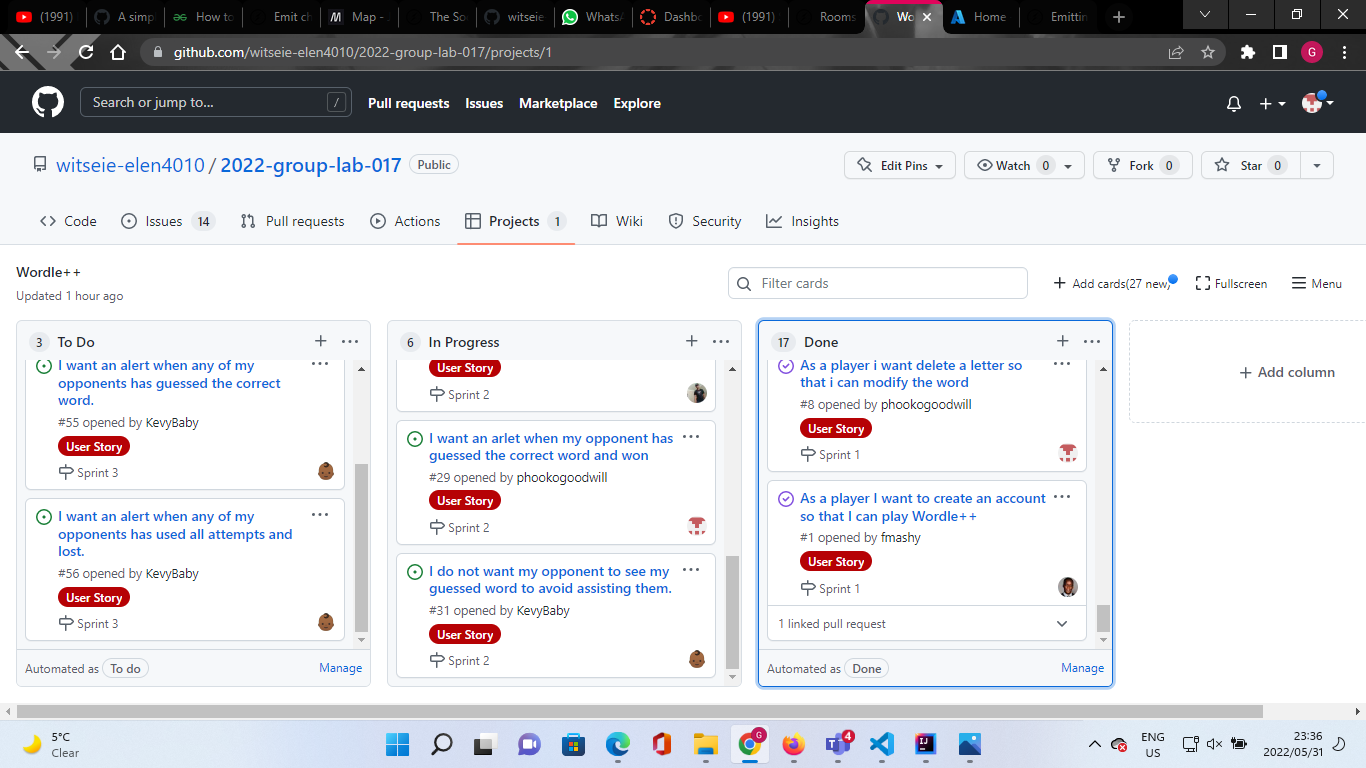 (1991)
A simp
How to
Emit ch
Map -
The So
witseie
WhatsA
Dashbo
(1991)
Rooms
Wo
Home
Emittin
github.com/witseie-elen4010/2022-group-lab-017/projects/1
G
Search or jump to...
/
Pull requests
Issues
Marketplace
Explore
witseie-elen4010 / 2022-group-lab-017
Public
Edit Pins
Watch 0
Fork 0
Star 0
Code
Issues 14
Pull requests
Actions
Projects 1
Wiki
Security
Insights
Wordle++
Updated 1 hour ago
Filter cards
Add cards(27 new)
Fullscreen
Menu
3 To Do
I want an alert when any of my
opponents has guessed the correct
word.
#55 opened by KevyBaby
User Story
Sprint 3
I want an alert when any of my
opponents has used all attempts and
lost.
#56 opened by KevyBaby
User Story
Sprint 3
Automated as To do
Manage
6 In Progress
User Story
Sprint 2
I want an arlet when my opponent has
guessed the correct word and won
#29 opened by phookogoodwill
User Story
Sprint 2
I do not want my opponent to see my
guessed word to avoid assisting them.
#31 opened by KevyBaby
User Story
Sprint 2
17 Done
As a player i want delete a letter so
that i can modify the word
#8 opened by phookogoodwill
User Story
Sprint 1
As a player I want to create an account
so that I can play Wordle++
#1 opened by fmashy
User Story
Sprint 1
1 linked pull request
Automated as Done
Manage
Add column
5°C
Clear
G
4
ENG
US
23:36
2022/05/31